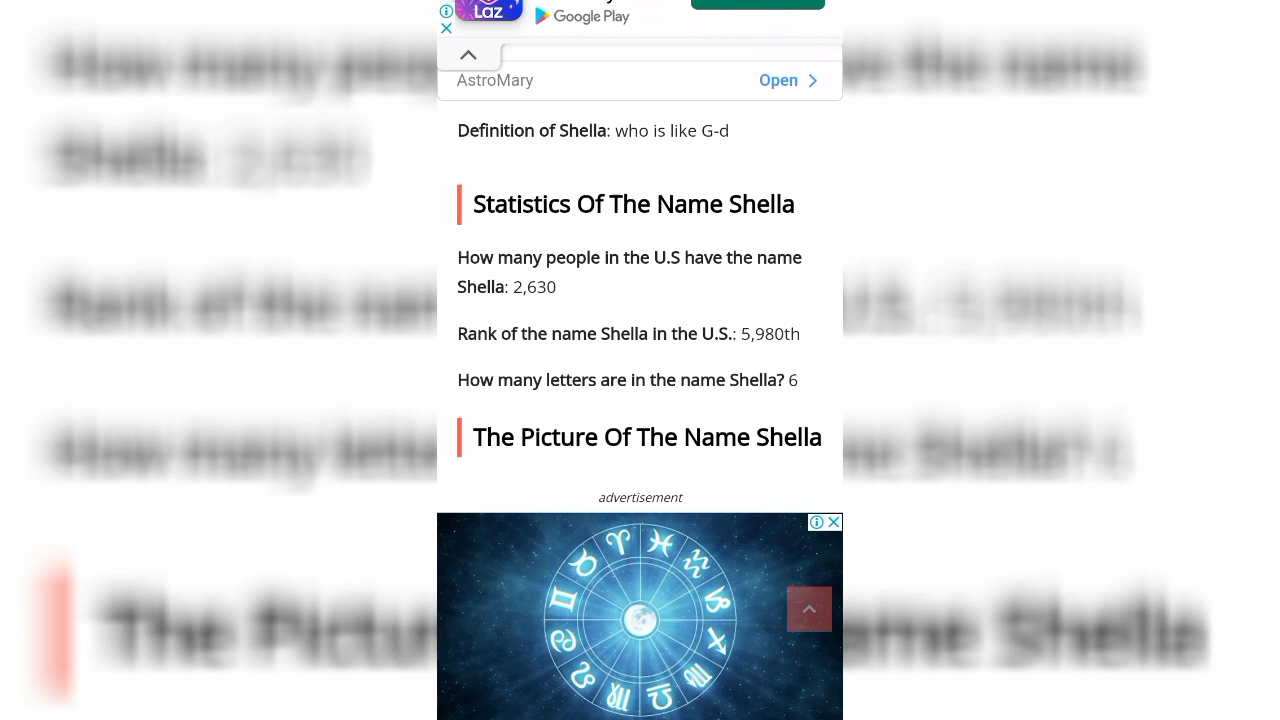 Laz
Google Play
AstroMary
Open
Definition of Shella: who is like G-d
Statistics Of The Name Shella
How many people in the U.S have the name
Shella: 2,630
Rank of the name Shella in the U.S.: 5,980th
How many letters are in the name Shella? 6
The Picture Of The Name Shella
advertisement